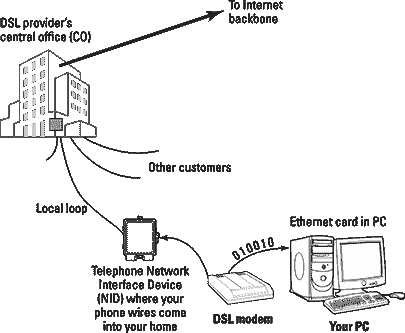 To Internet
backbone
DSL provider's
central office (CO)
Other customers
Local loop
Ethernet card in PC
010010
Telephone Network
Interface Device
(NID) where your
phone wires come
into your home
DSL modem
Your PC